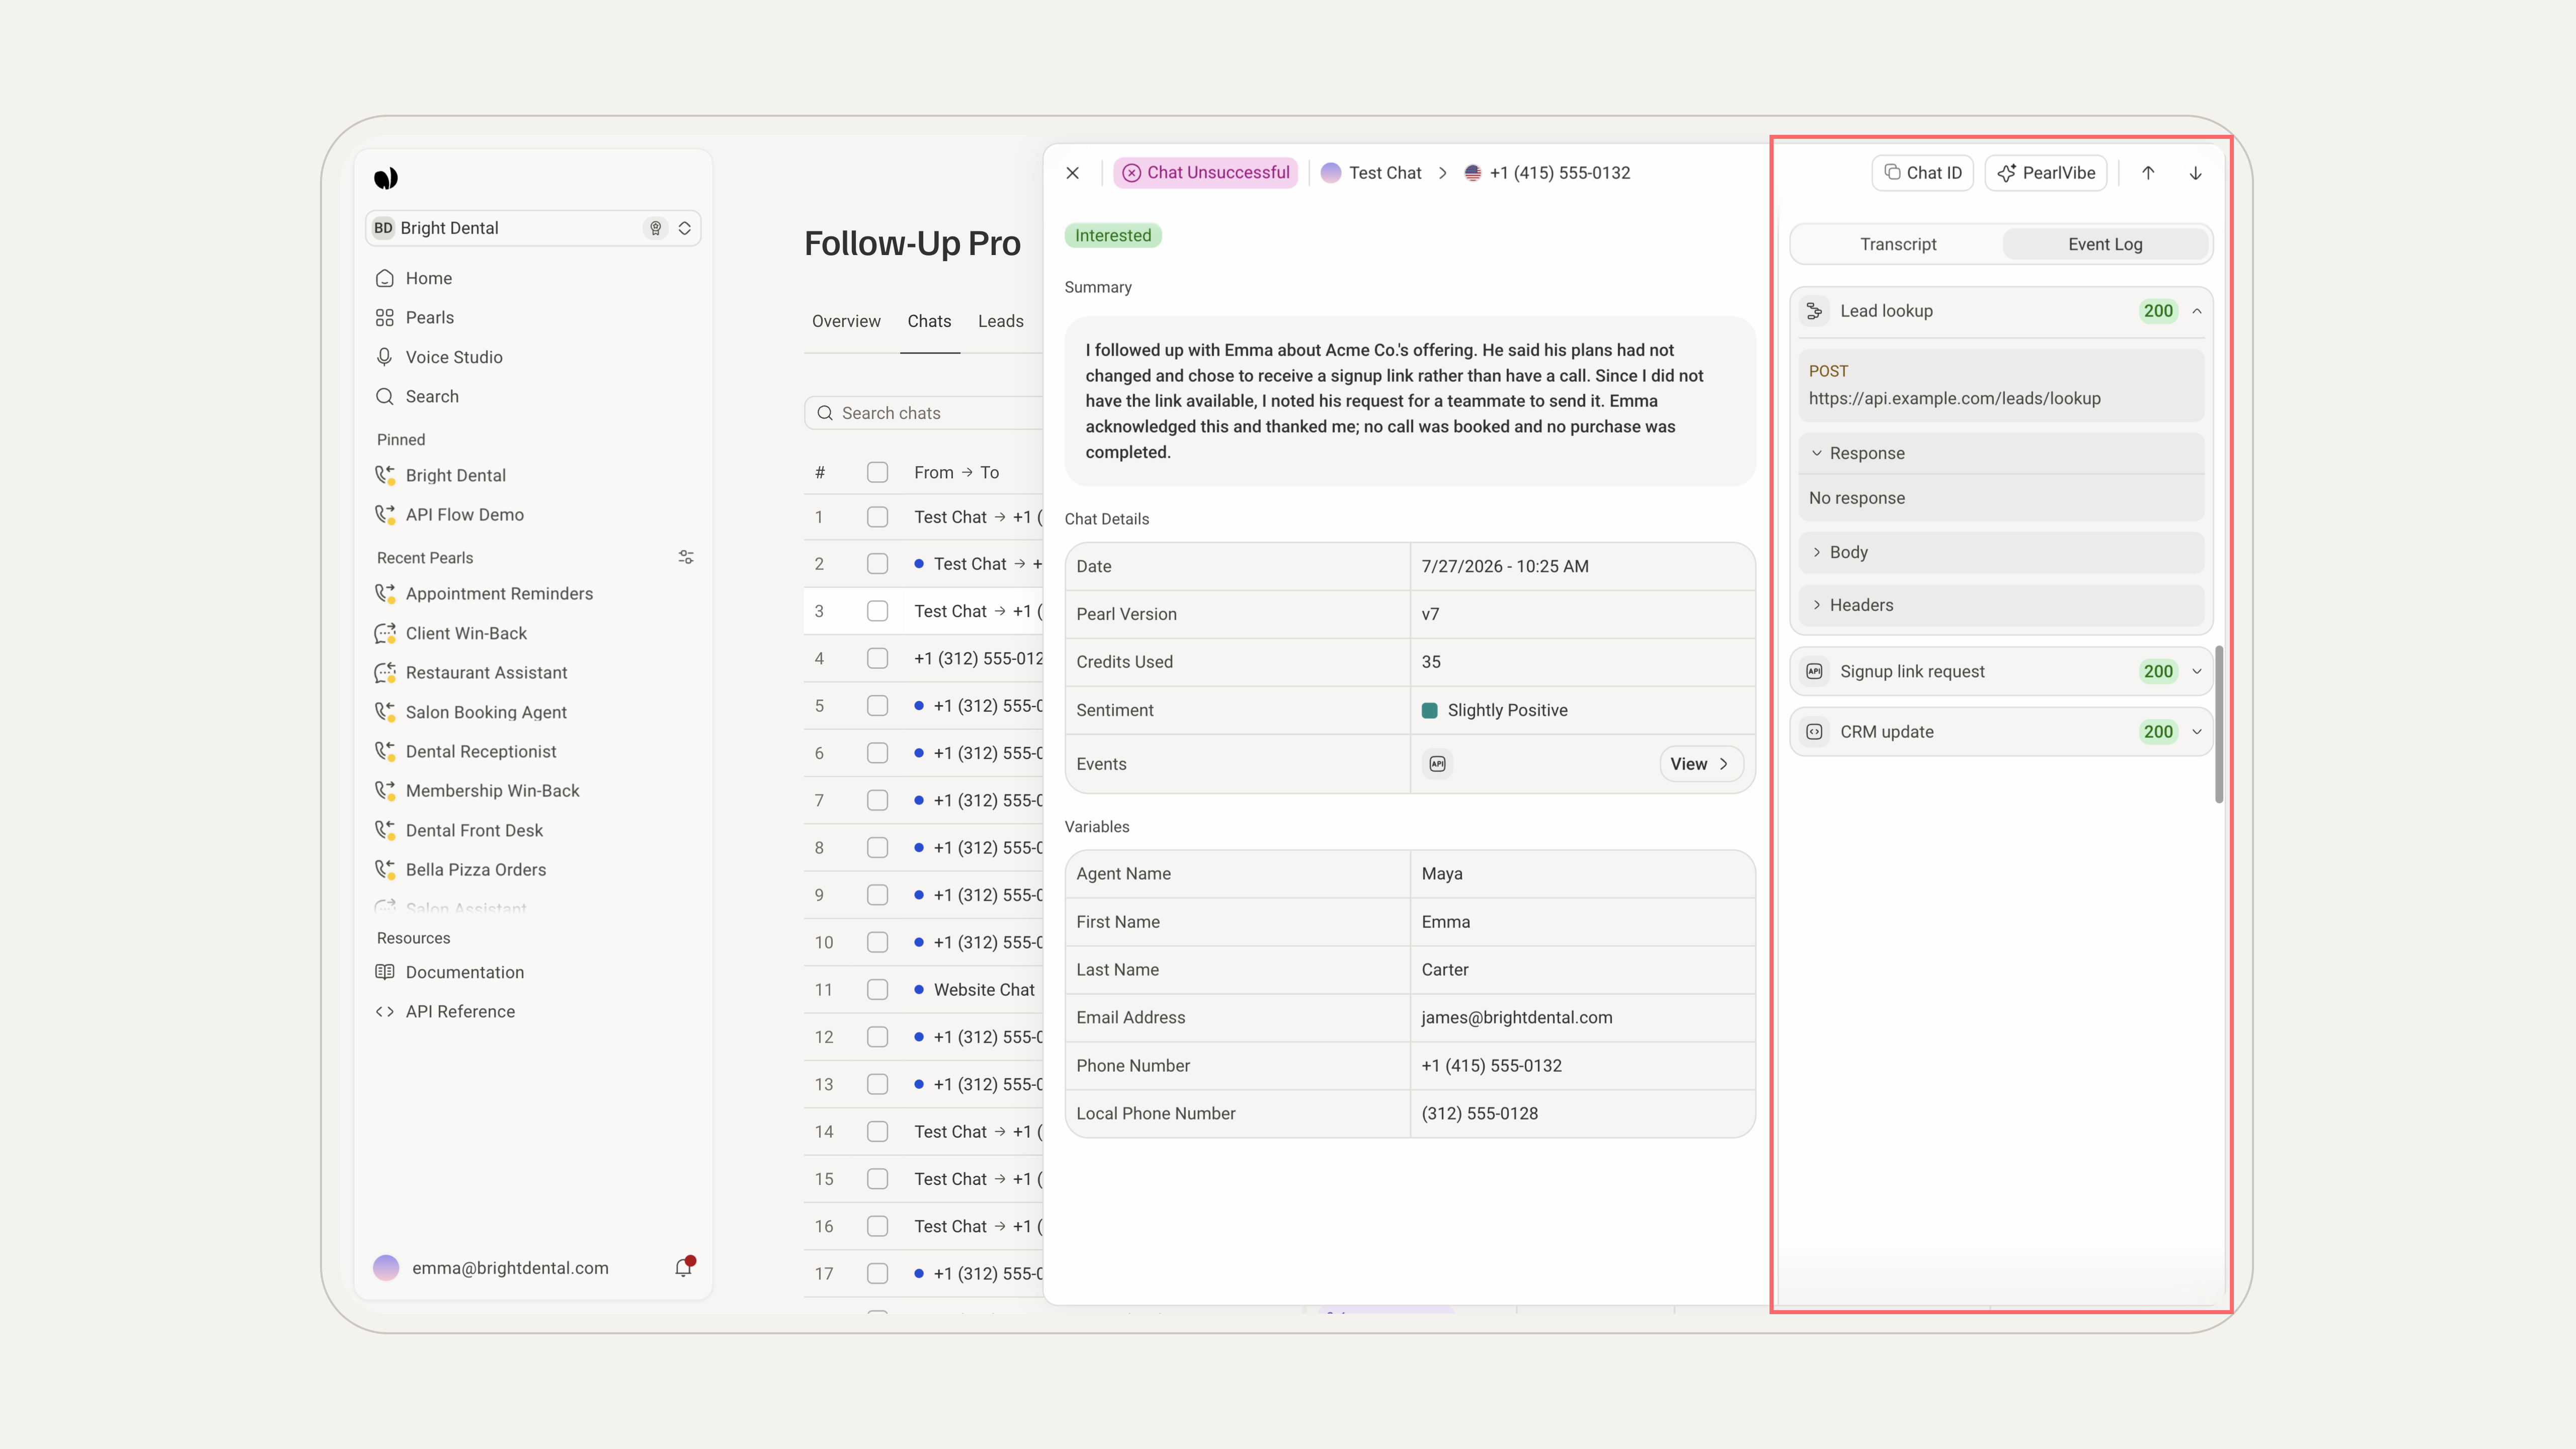 BD Bright Dental
Home
Pearls
Voice Studio
Search
Pinned
Bright Dental
API Flow Demo
Recent Pearls
Appointment Reminders
Client Win-Back
Restaurant Assistant
Salon Booking Agent
Dental Receptionist
Membership Win-Back
Dental Front Desk
Bella Pizza Orders
Salon Assistant
Resources
Documentation
API Reference
emma@brightdental.com
Follow-Up Pro
Overview Chats Leads
Search chats
# From → To
1 Test Chat → +1 (
2 Test Chat → +
3 Test Chat → +1 (
4 +1 (312) 555-012
5 +1 (312) 555-0
6 +1 (312) 555-0
7 +1 (312) 555-0
8 +1 (312) 555-0
9 +1 (312) 555-0
10 +1 (312) 555-0
11 Website Chat
12 +1 (312) 555-0
13 +1 (312) 555-0
14 Test Chat → +1 (
15 Test Chat → +1 (
16 Test Chat → +1 (
17 +1 (312) 555-0
Chat Unsuccessful Test Chat > +1 (415) 555-0132
Interested
Summary
I followed up with Emma about Acme Co.'s offering. He said his plans had not
changed and chose to receive a signup link rather than have a call. Since I did not
have the link available, I noted his request for a teammate to send it. Emma
acknowledged this and thanked me; no call was booked and no purchase was
completed.
Chat Details
Date 7/27/2026 - 10:25 AM
Pearl Version v7
Credits Used 35
Sentiment Slightly Positive
Events API View
Variables
Agent Name Maya
First Name Emma
Last Name Carter
Email Address james@brightdental.com
Phone Number +1 (415) 555-0132
Local Phone Number (312) 555-0128
Chat ID PearlVibe
Transcript Event Log
Lead lookup 200
POST
https://api.example.com/leads/lookup
Response
No response
Body
Headers
API Signup link request 200
CRM update 200